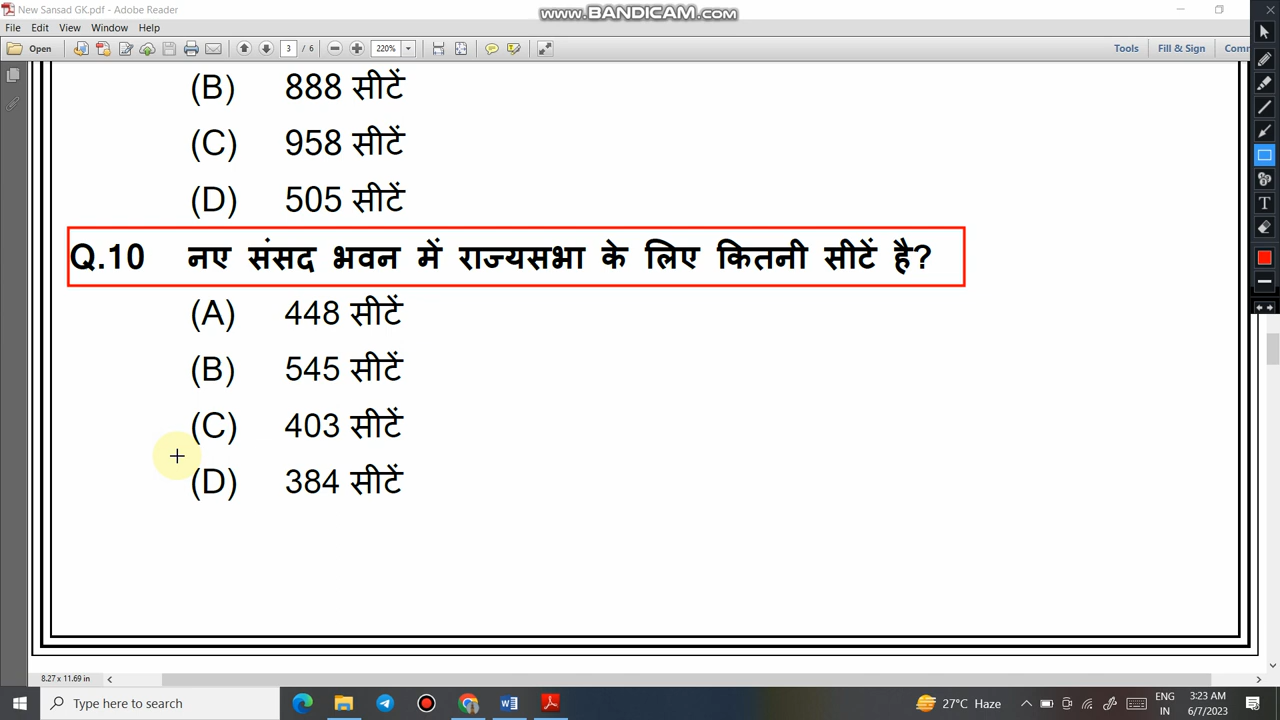 New Sansad GK.pdf - Adobe Reader
www.BANDICAM.com
File Edit View Window Help
Open 3 / 6 220% Tools Fill & Sign Comm
(B) 888 सीटें
(C) 958 सीटें
(D) 505 सीटें
Q.10 नए संसद भवन में राज्यसभा के लिए कितनी सीटें है?
(A) 448 सीटें
(B) 545 सीटें
(C) 403 सीटें
(D) 384 सीटें
8.27 x 11.69 in
Type here to search
27°C Haze
ENG
IN
3:23 AM
6/7/2023